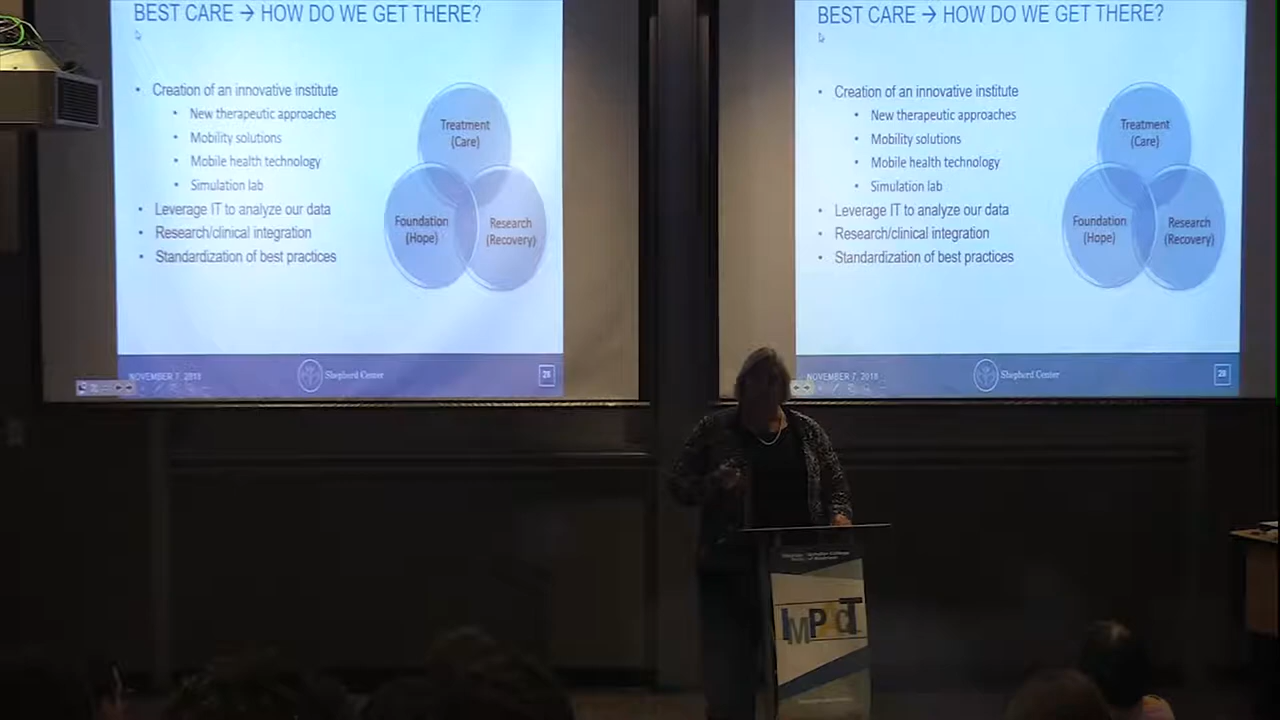 BEST CARE → HOW DO WE GET THERE?
• Creation of an innovative institute
• New therapeutic approaches
• Mobility solutions
• Mobile health technology
• Simulation lab
• Leverage IT to analyze our data
• Research/clinical integration
• Standardization of best practices
Treatment
(Care)
Foundation
(Hope)
Research
(Recovery)
NOVEMBER 7, 2018
Shepherd Center
28
BEST CARE → HOW DO WE GET THERE?
• Creation of an innovative institute
• New therapeutic approaches
• Mobility solutions
• Mobile health technology
• Simulation lab
• Leverage IT to analyze our data
• Research/clinical integration
• Standardization of best practices
Treatment
(Care)
Foundation
(Hope)
Research
(Recovery)
NOVEMBER 7, 2018
Shepherd Center
28
IMPACT